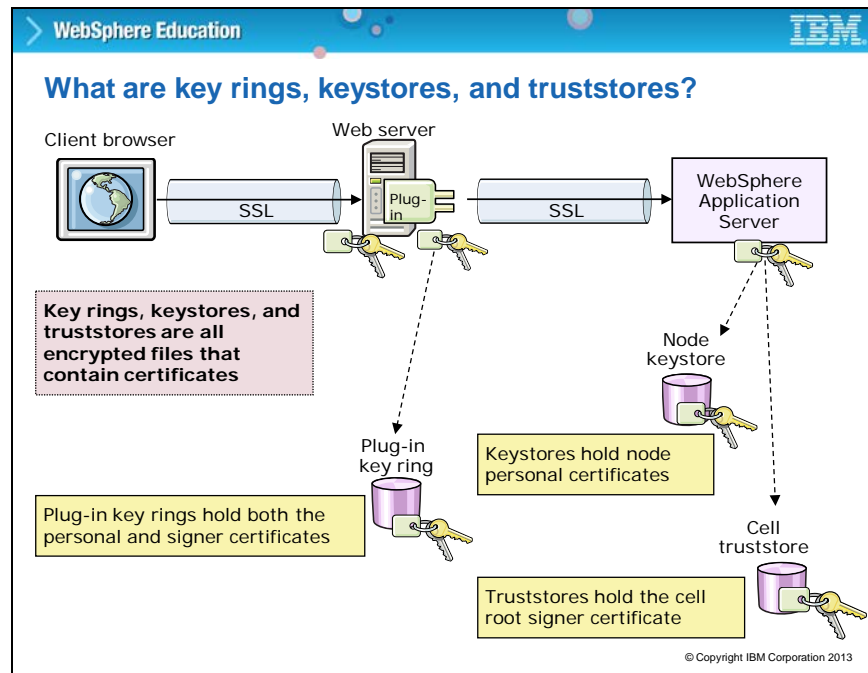 WebSphere Education
IBM
What are key rings, keystores, and truststores?
Client browser
Web server
Plug-
in
SSL
SSL
WebSphere
Application
Server
Key rings, keystores, and
truststores are all
encrypted files that
contain certificates
Node
keystore
Plug-in
key ring
Keystores hold node
personal certificates
Plug-in key rings hold both the
personal and signer certificates
Cell
truststore
Truststores hold the cell
root signer certificate
© Copyright IBM Corporation 2013